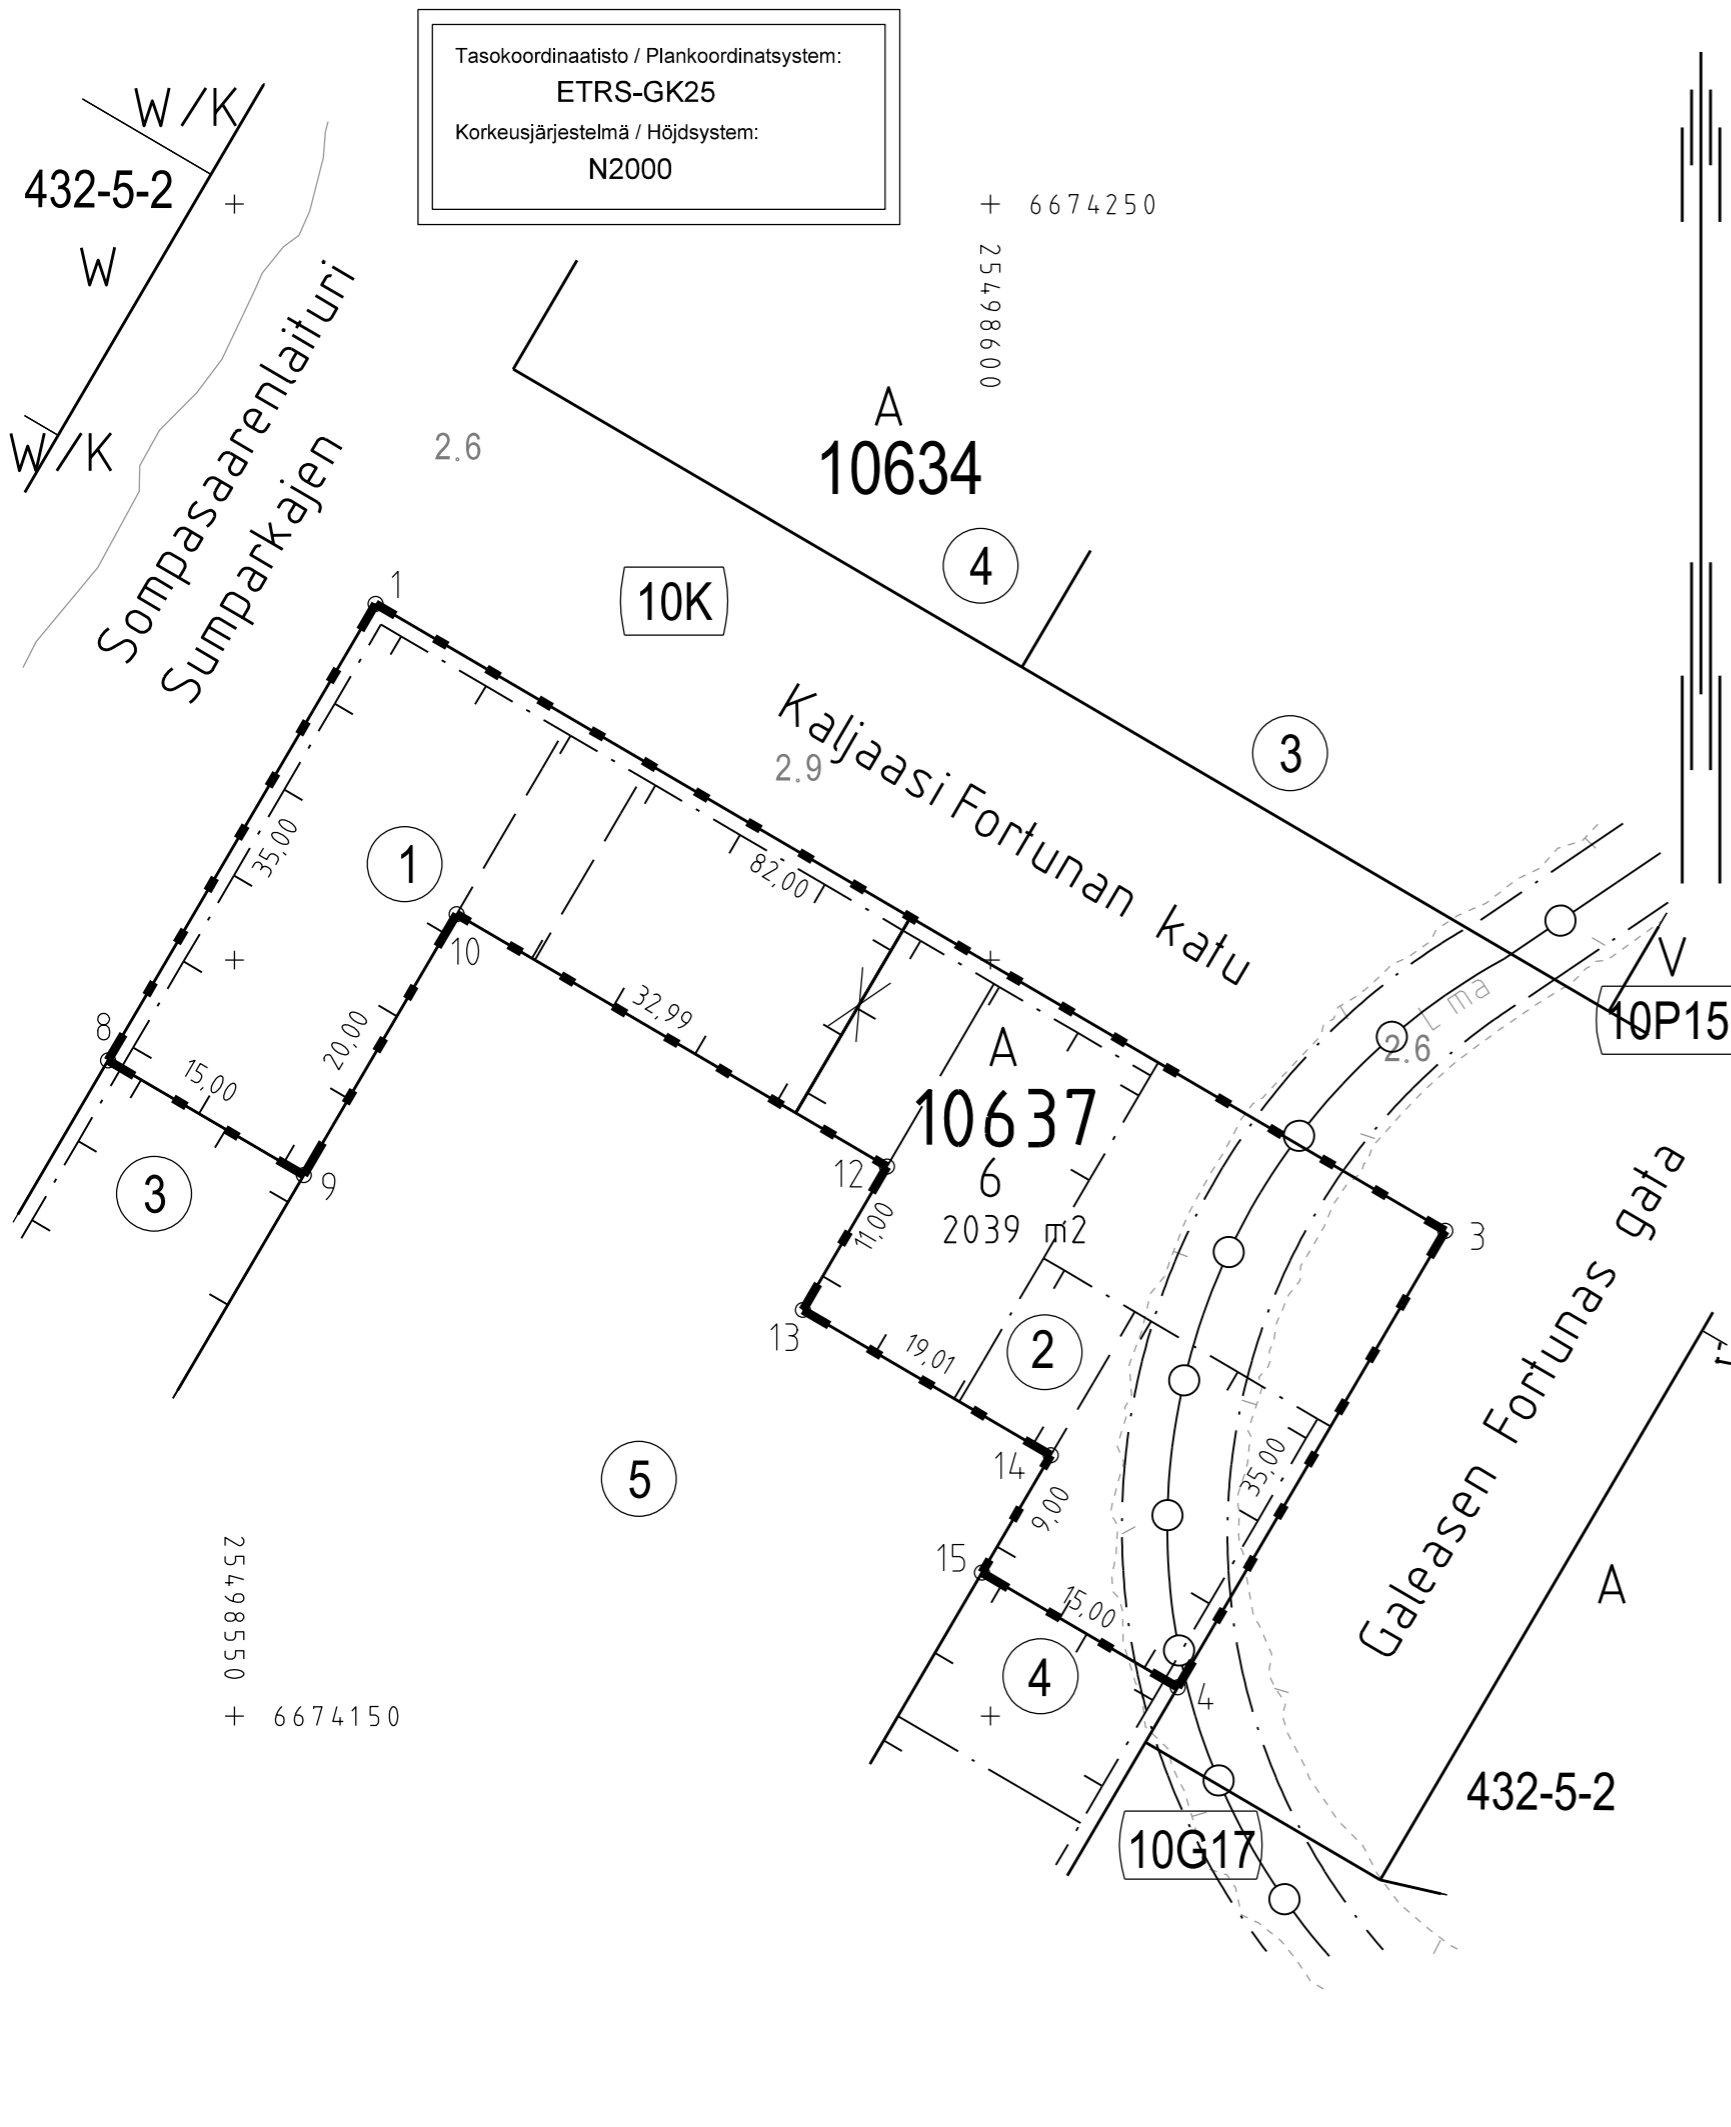 Tasokoordinaatisto / Plankoordinatsystem:
ETRS-GK25
Korkeusjärjestelmä / Höjdsystem:
N2000
W/K
432-5-2
W
W/K
Sompasaarenlaituri
Sumparkajen
6674250
25498600
2.6
A
10634
4
10K
1
3
Kaljaasi Fortunan katu
2.9
82,00
35,00
1
10
V
10P15
L ma
2.6
8
20,00
32,99
15,00
A
10637
6
2039 m2
12
11,00
3
9
3
13
19,01
2
Galeasen Fortunas gata
14
35,00
5
9,00
15
15,00
A
4
4
25498550
6674150
432-5-2
10G17